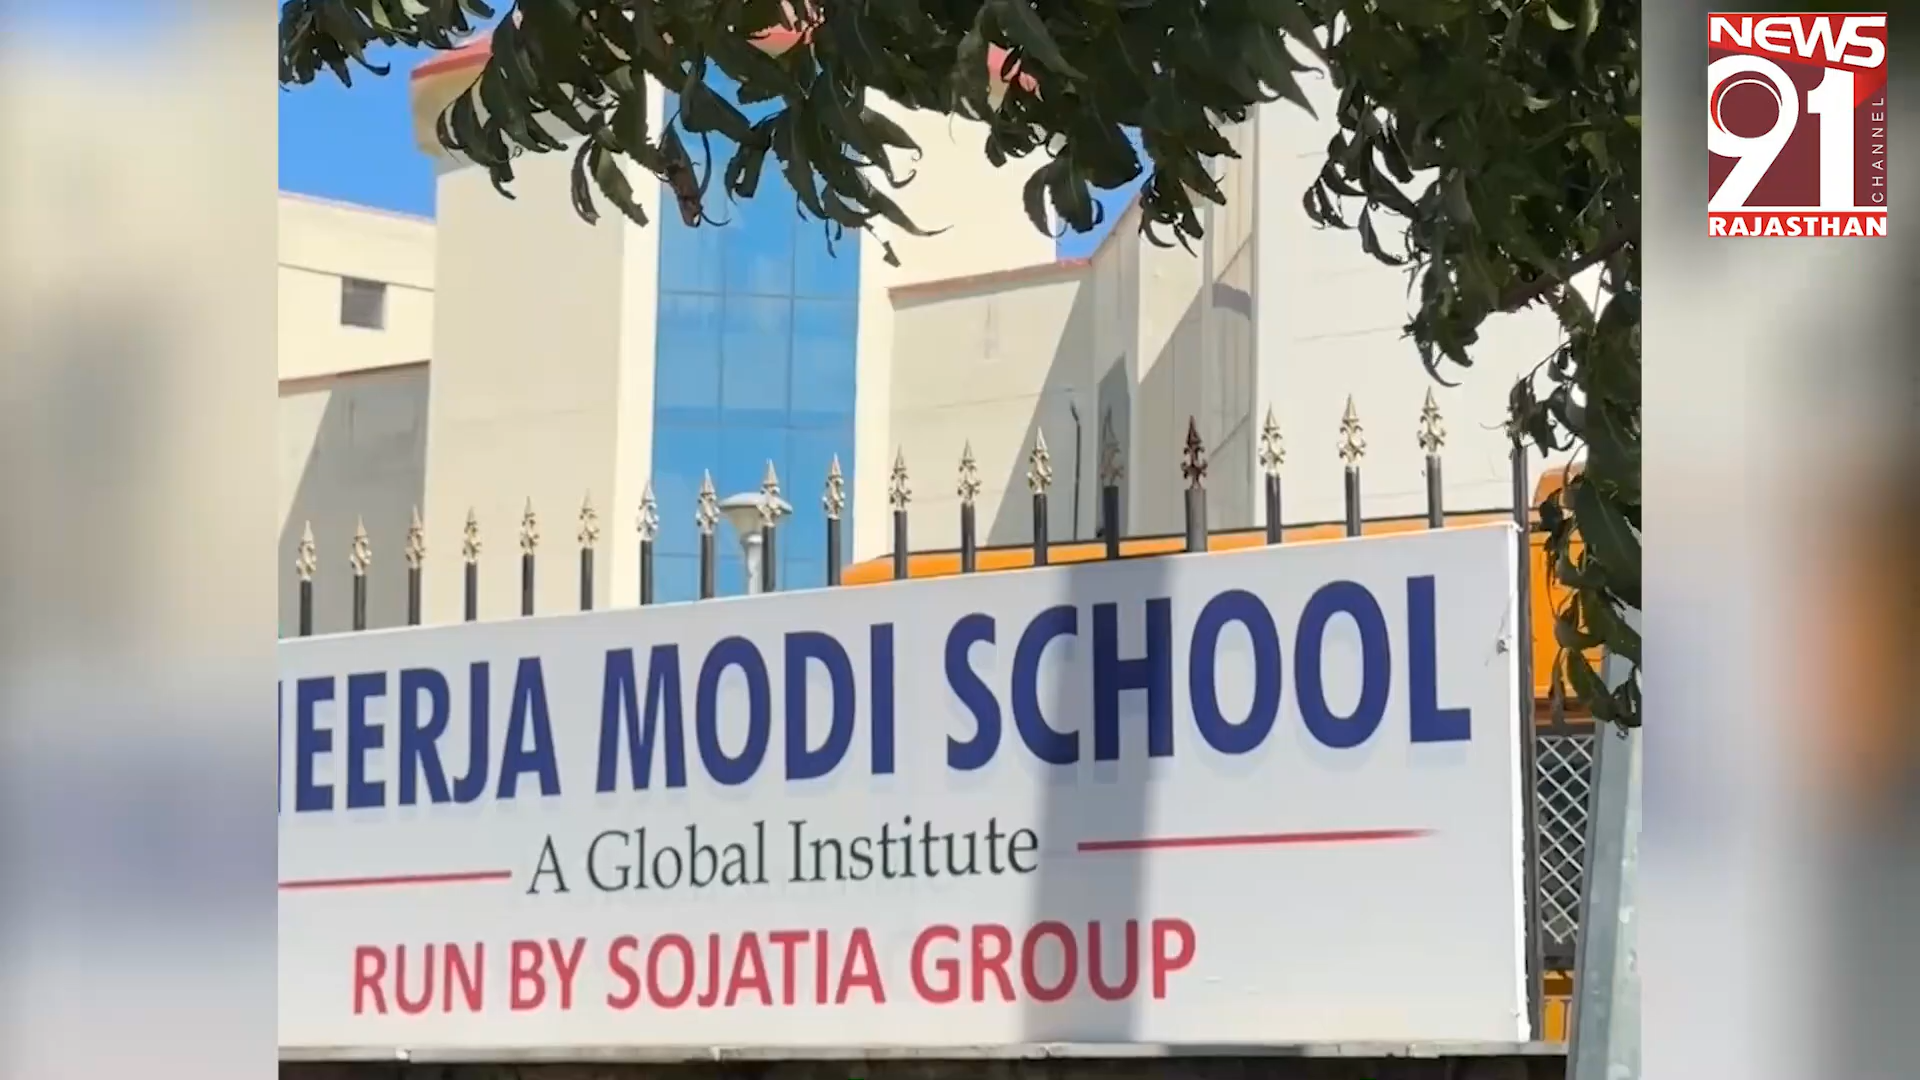 NEWS
91
CHANNEL
RAJASTHAN
EERJA MODI SCHOOL
A Global Institute
RUN BY SOJATIA GROUP